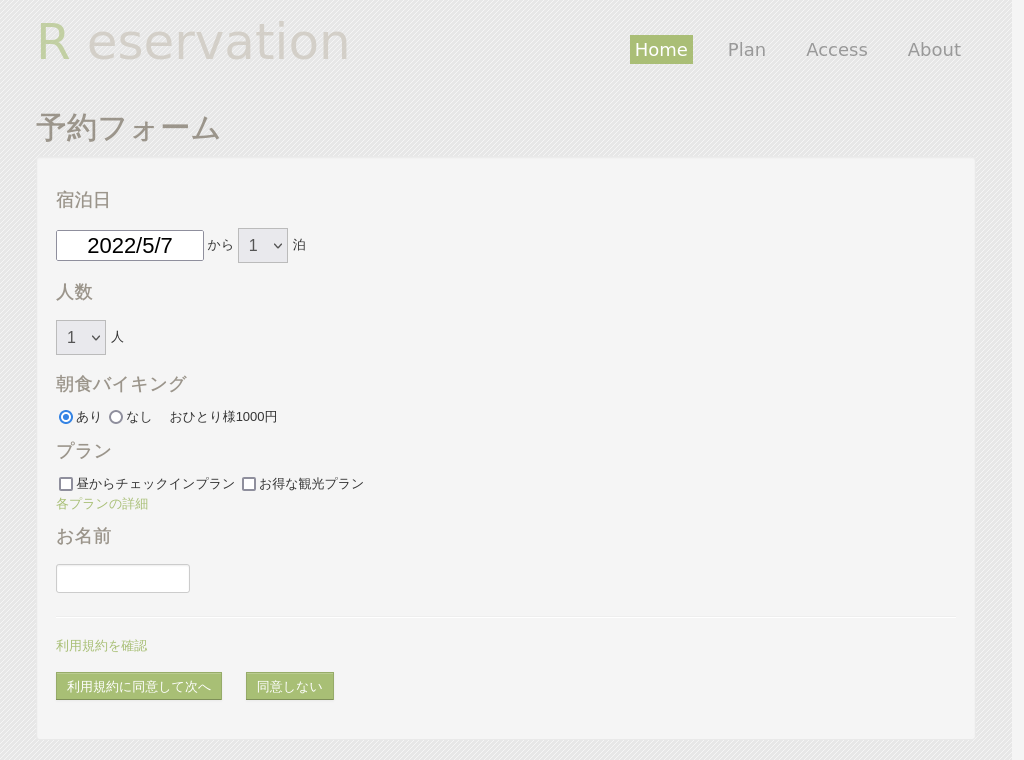 R eservation
Home Plan Access About
予約フォーム
宿泊日
2022/5/7 から 1 泊
人数
1 人
朝食バイキング
あり なし おひとり様1000円
プラン
昼からチェックインプラン お得な観光プラン
各プランの詳細
お名前
利用規約を確認
利用規約に同意して次へ 同意しない